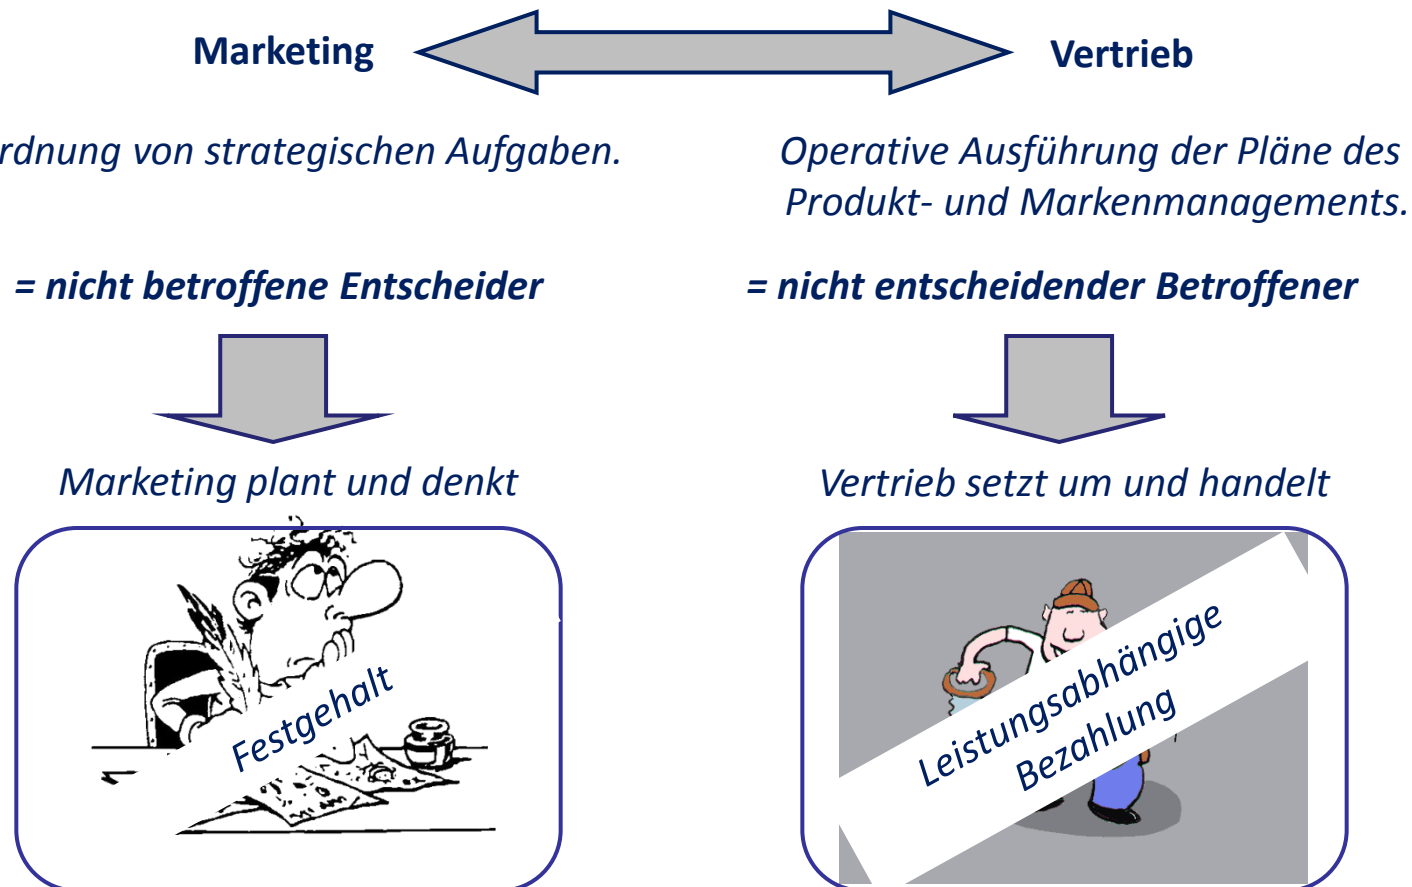 Marketing
Vertrieb
rdnung von strategischen Aufgaben.
Operative Ausführung der Pläne des
Produkt- und Markenmanagements.
= nicht betroffene Entscheider
= nicht entscheidender Betroffener
Marketing plant und denkt
Vertrieb setzt um und handelt
Festgehalt
Leistungsabhängige
Bezahlung